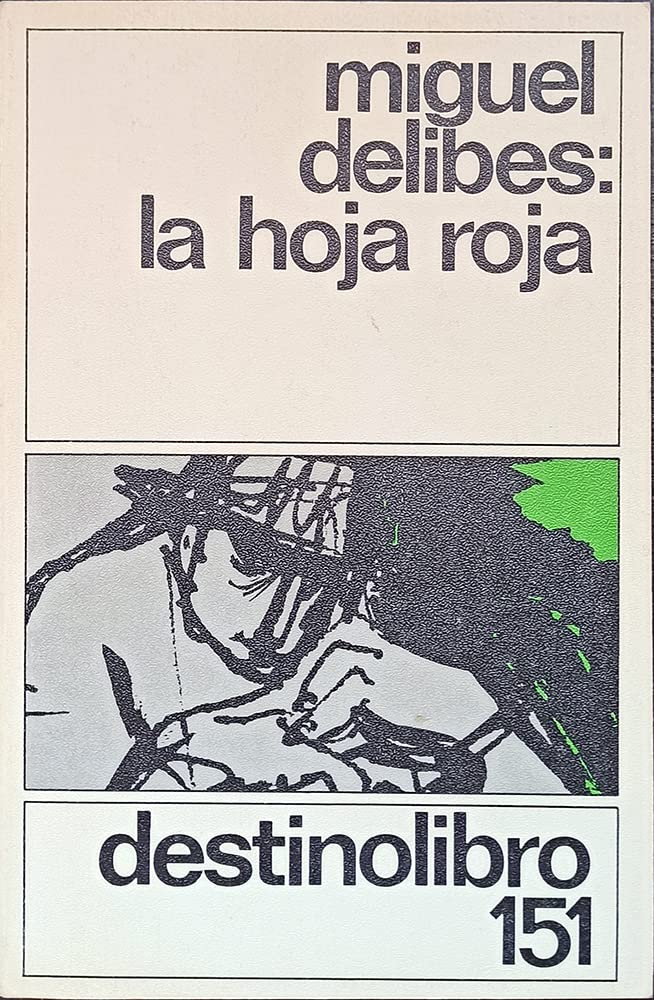 miguel
delibes:
la hoja roja
destinolibro
151